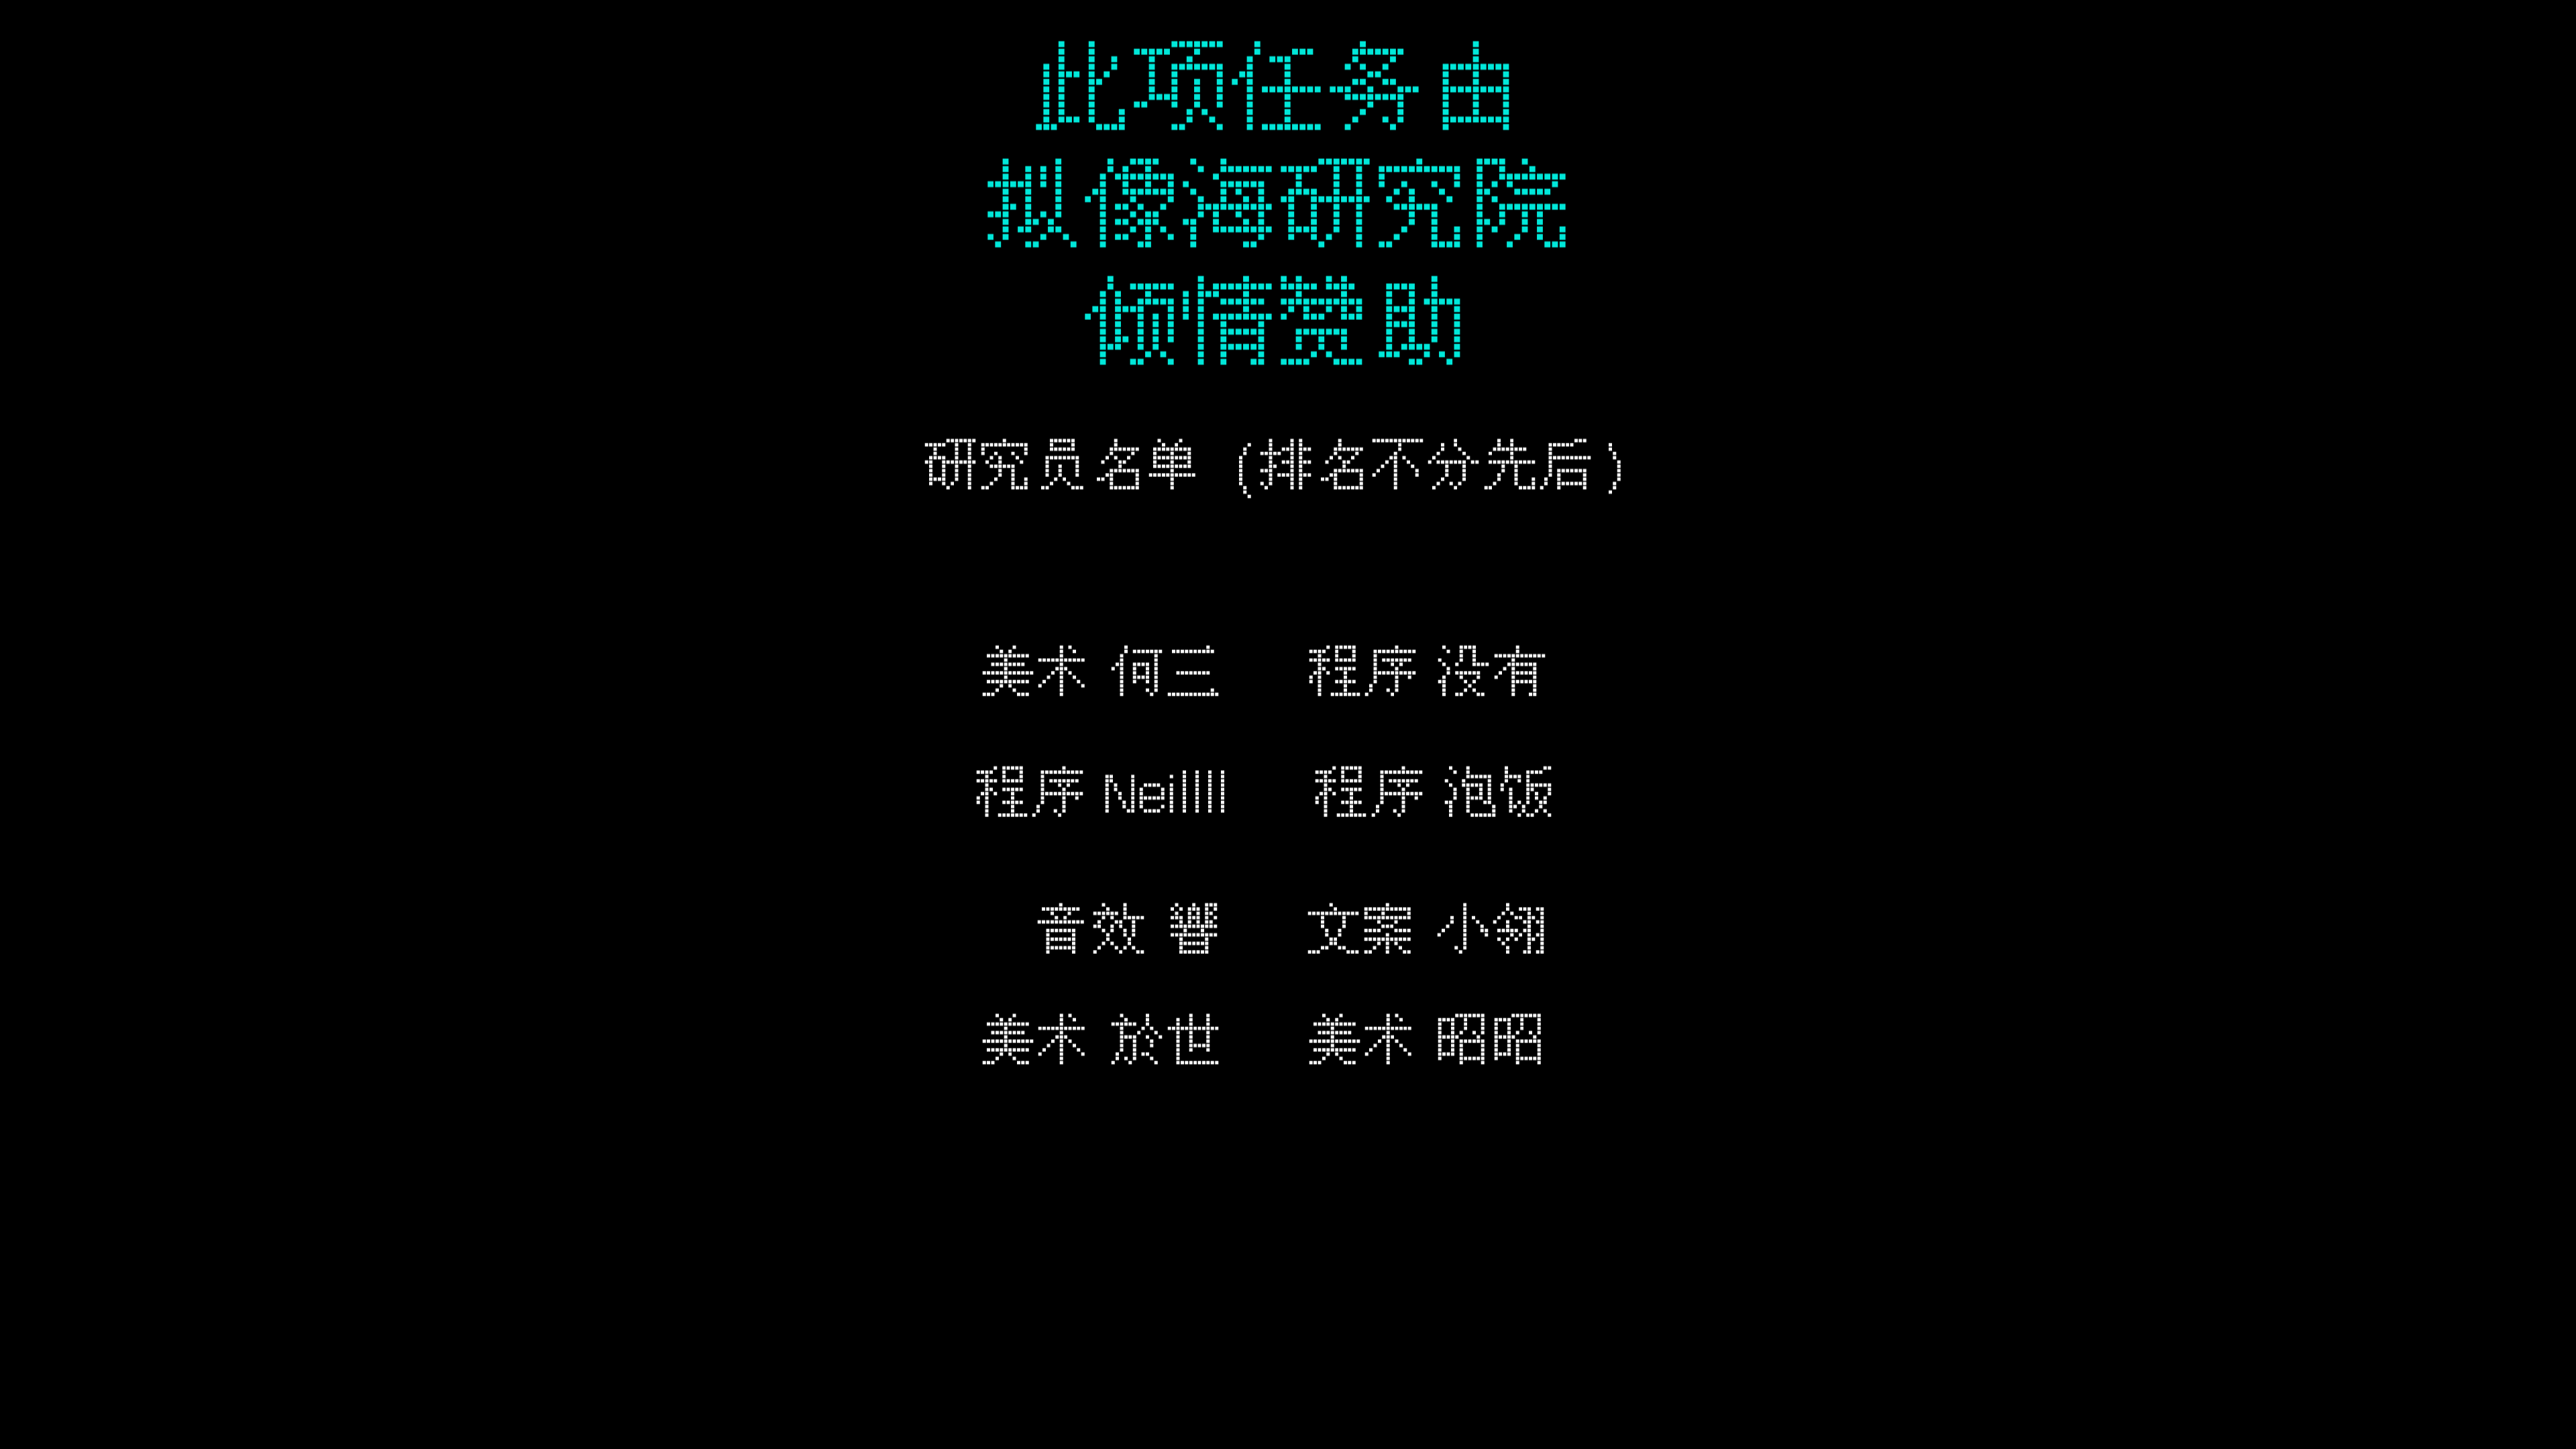 此项任务由
拟像海研究院
倾情赞助
研究员名单（排名不分先后）
美术 何三 程序 没有
程序 Neillll 程序 泡饭
音效 響 文案 小翎
美术 於世 美术 昭昭